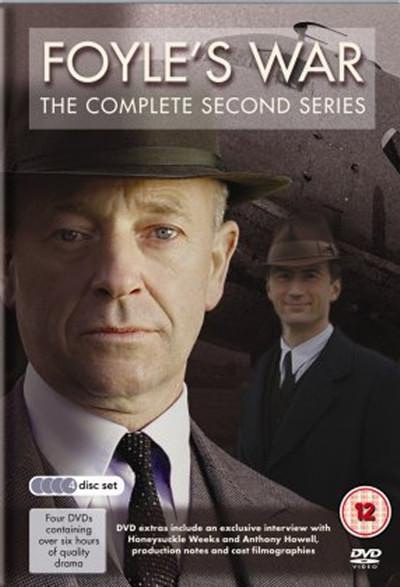 FOYLE'S WAR
THE COMPLETE SECOND SERIES
4 disc set
Four DVDs
containing
over six hours
of quality
drama
DVD extras include an exclusive interview with
Honeysuckle Weeks and Anthony Howell,
production notes and cast filmographies
12
DVD
VIDEO